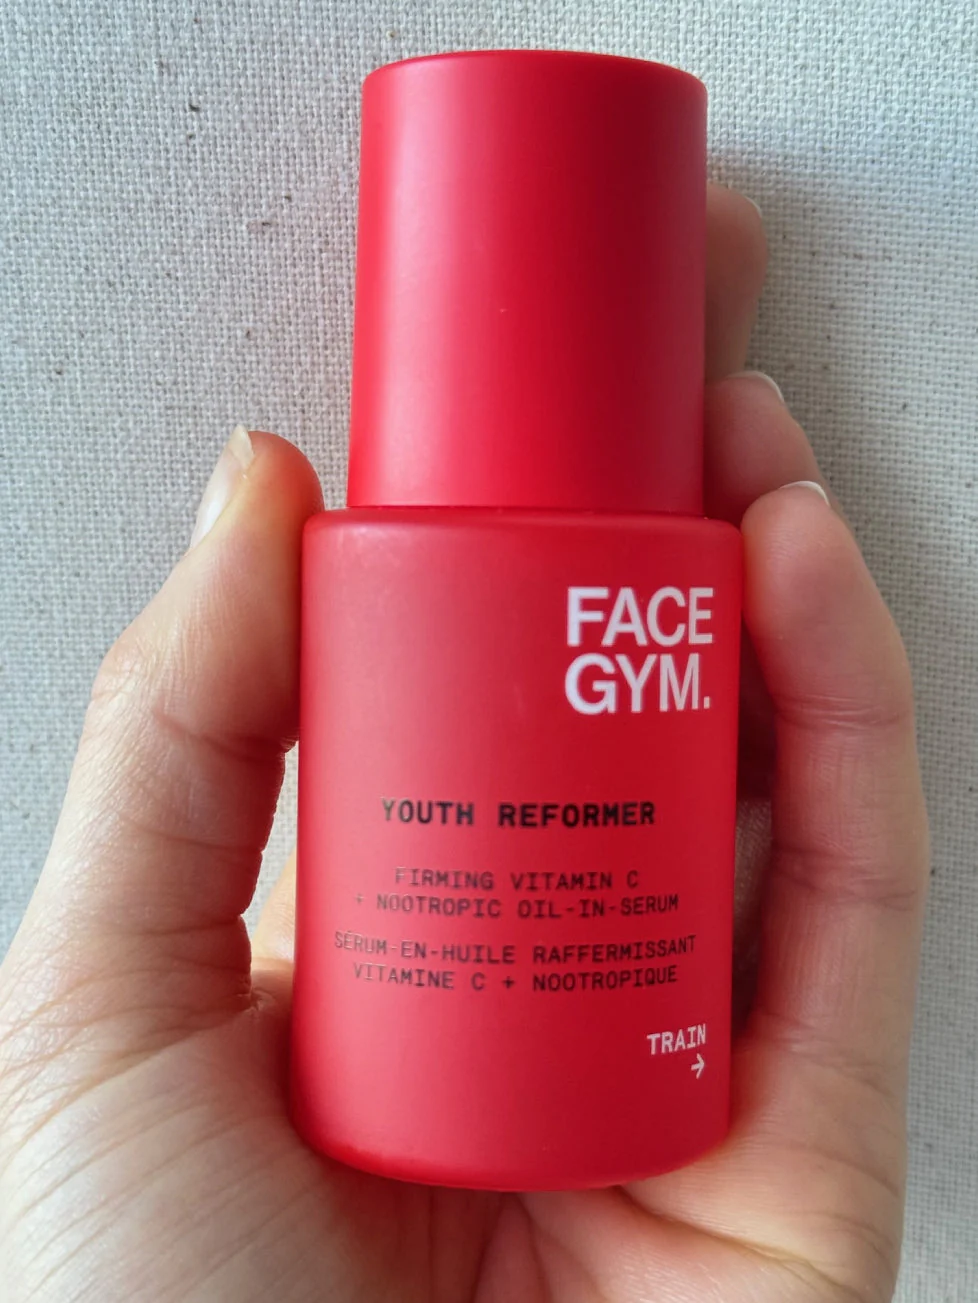 FACE
GYM.
YOUTH REFORMER
FIRMING VITAMIN C
+ NOOTROPIC OIL-IN-SERUM
SÉRUM-EN-HUILE RAFFERMISSANT
VITAMINE C + NOOTROPIQUE
TRAIN
→